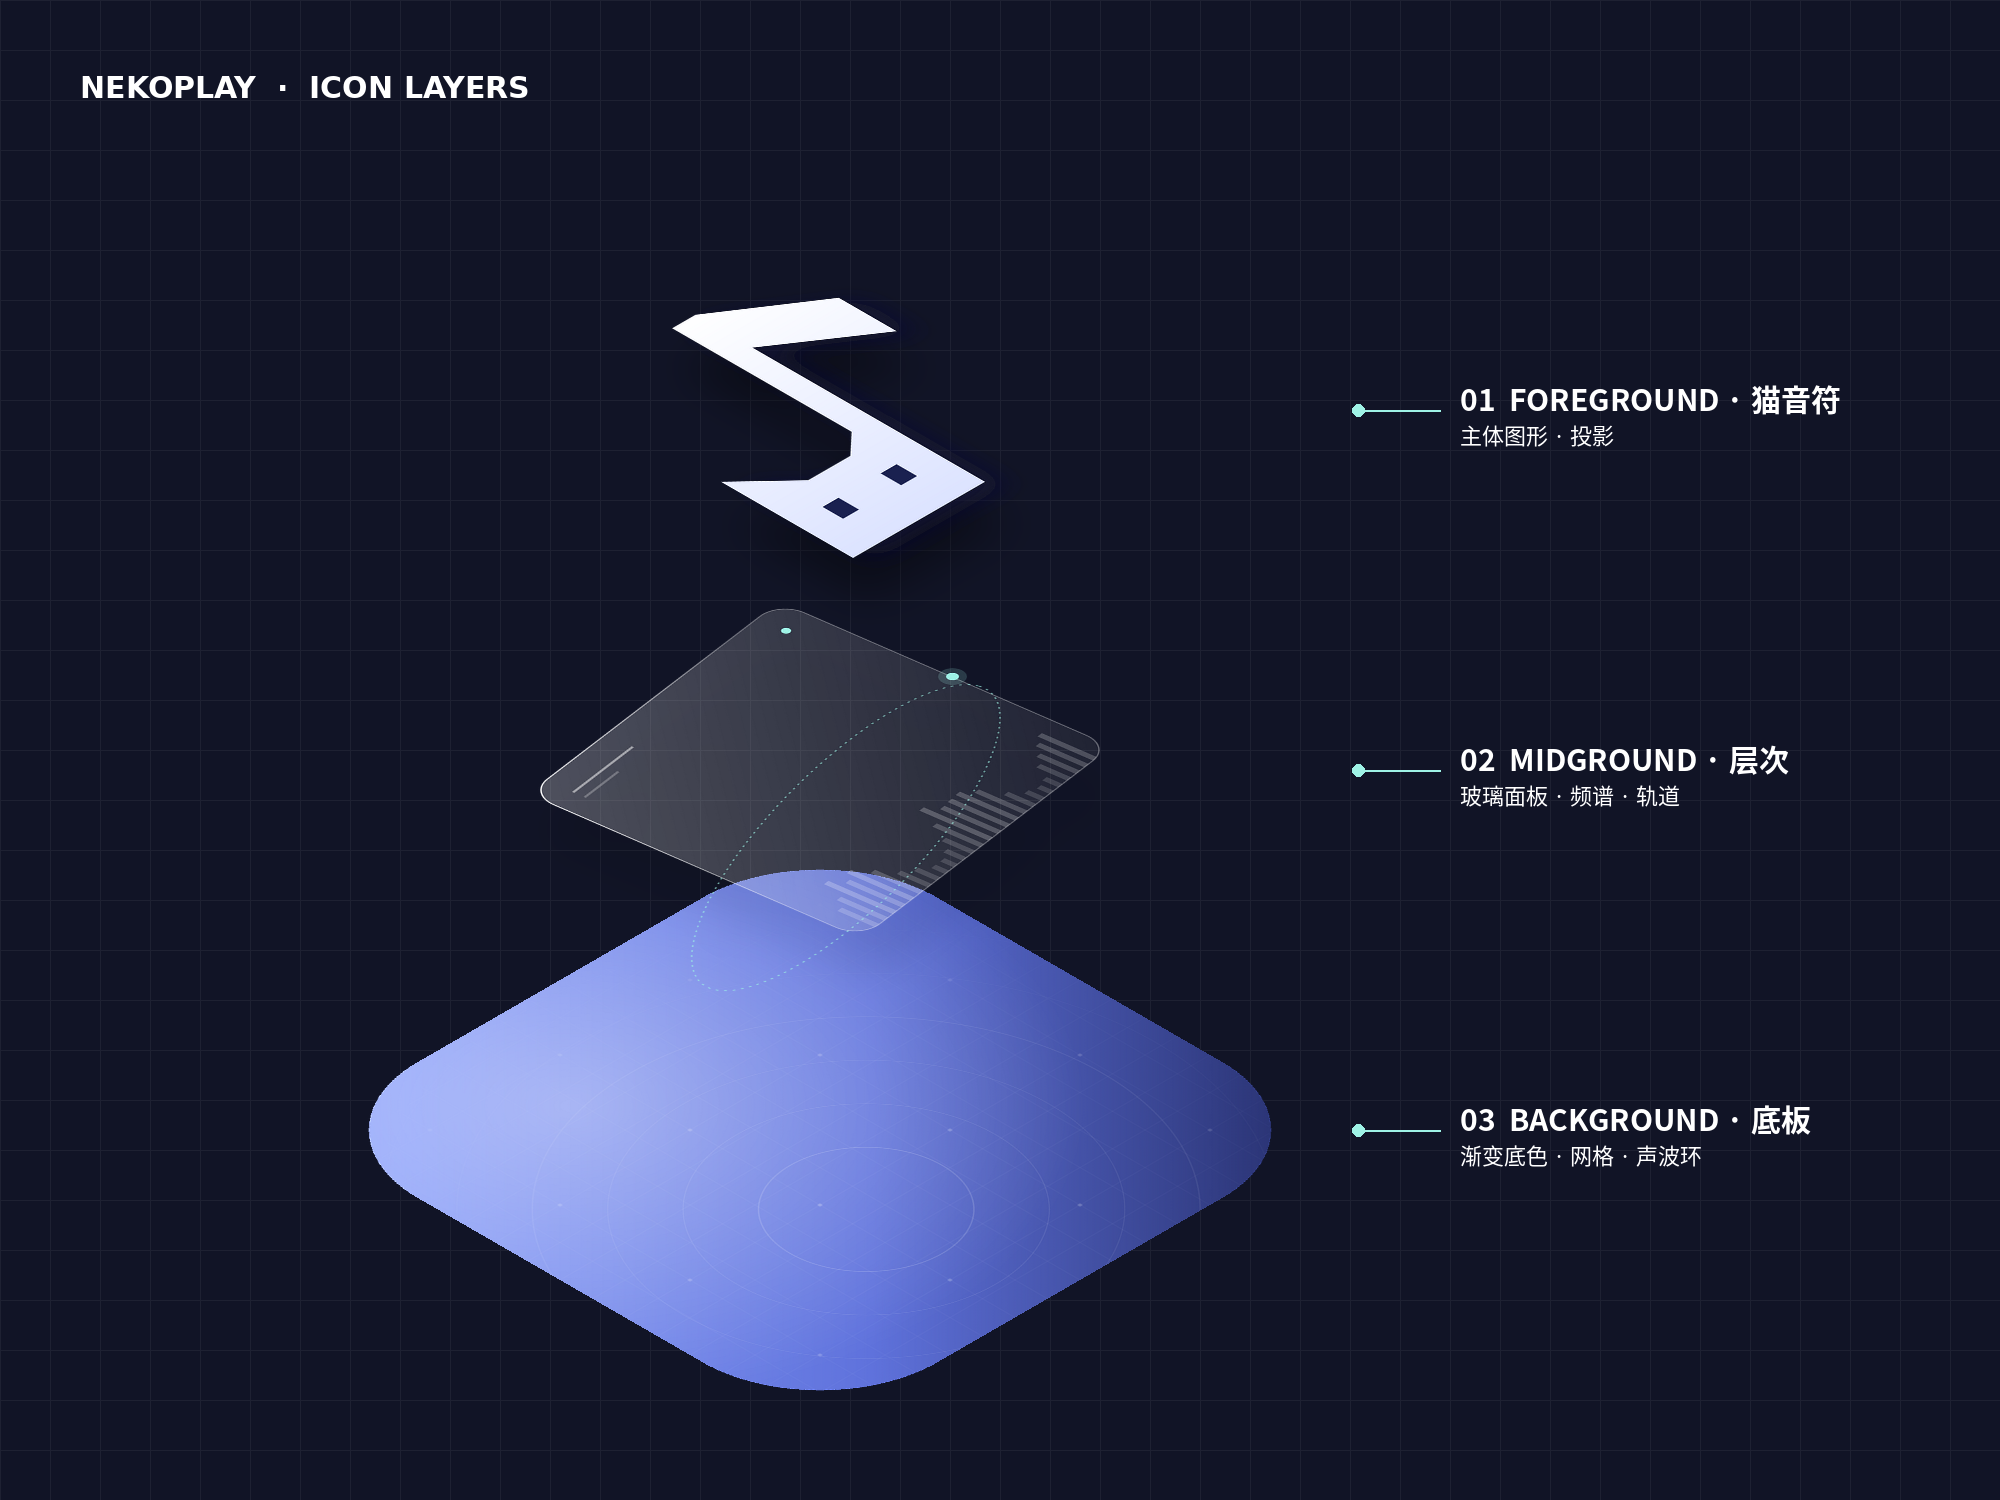 NEKOPLAY · ICON LAYERS
01 FOREGROUND · 猫音符
主体图形 · 投影
02 MIDGROUND · 层次
玻璃面板 · 频谱 · 轨道
03 BACKGROUND · 底板
渐变底色 · 网格 · 声波环